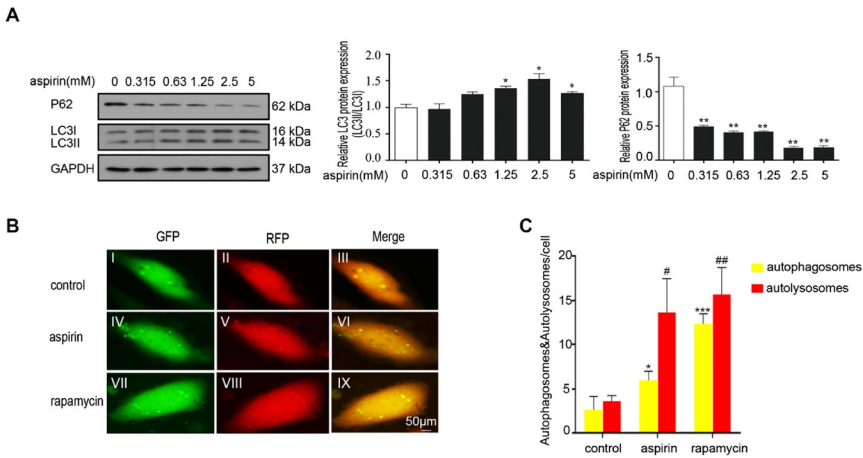 A
aspirin(mM)
0 0.315 0.63 1.25 2.5 5
P62
62 kDa
LC3I
16 kDa
LC3II
14 kDa
GAPDH
37 kDa
Relative LC3 protein expression
(LC3II/LC3I)
2.0
1.5
1.0
0.5
0.0
* * *
aspirin(mM)
0 0.315 0.63 1.25 2.5 5
Relative P62 protein expression
1.5
1.0
0.5
0.0
** ** ** ** **
aspirin(mM)
0 0.315 0.63 1.25 2.5 5
B
GFP RFP Merge
control
I II III
aspirin
IV V VI
rapamycin
VII VIII IX
50μm
C
Autophagosomes&Autolysosomes/cell
20
15
10
5
0
* # *** ##
control aspirin rapamycin
autophagosomes
autolysosomes